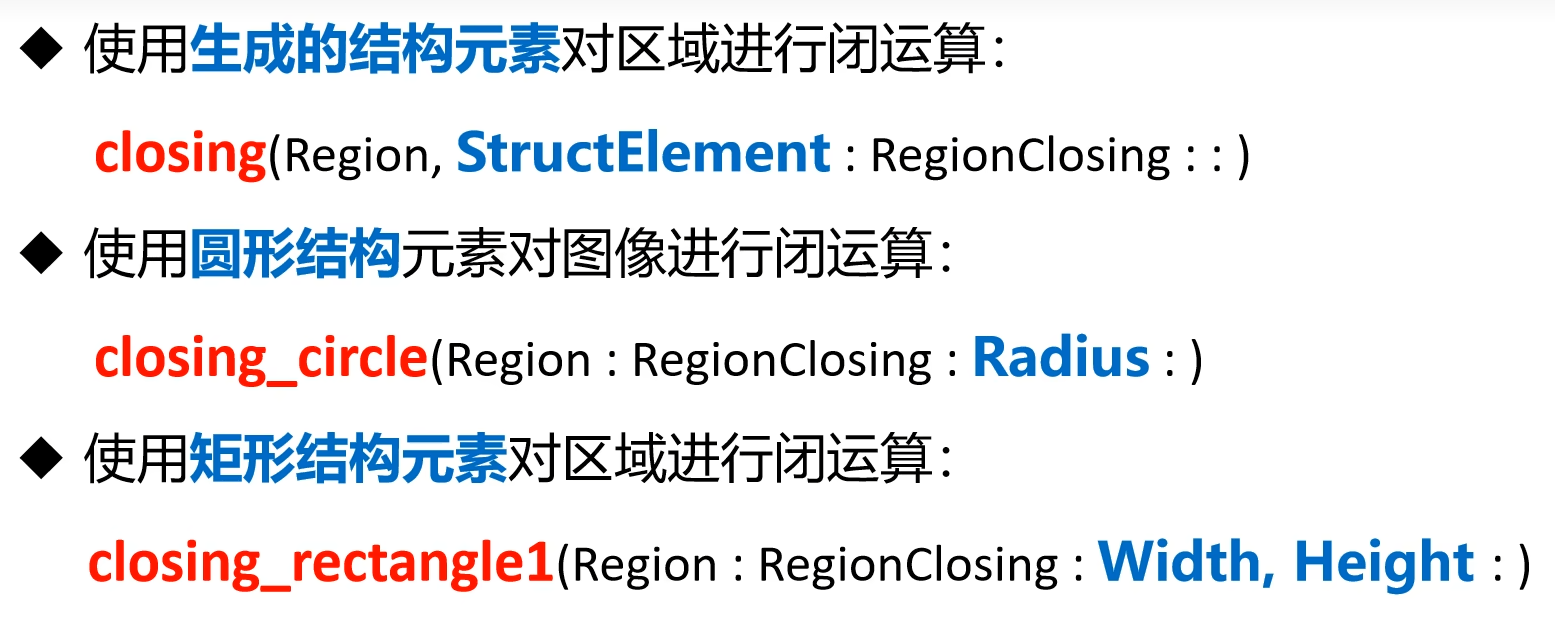 ◆ 使用生成的结构元素对区域进行闭运算：
closing(Region, StructElement : RegionClosing : : )
◆ 使用圆形结构元素对图像进行闭运算：
closing_circle(Region : RegionClosing : Radius : )
◆ 使用矩形结构元素对区域进行闭运算：
closing_rectangle1(Region : RegionClosing : Width, Height : )